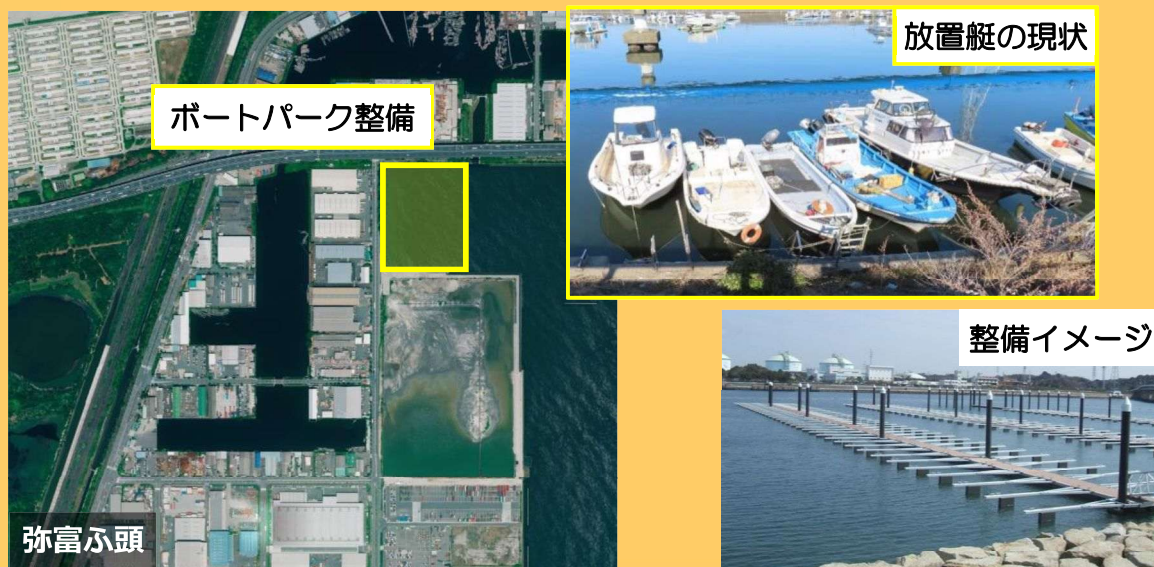 ボートパーク整備
放置艇の現状
整備イメージ
弥富ふ頭